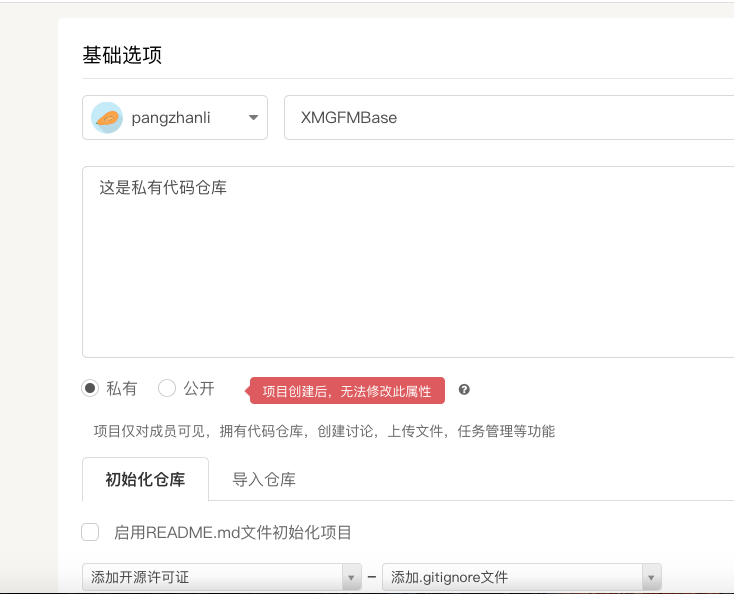 基础选项
pangzhanli XMGFMBase
这是私有代码仓库
私有 公开 项目创建后，无法修改此属性
项目仅对成员可见，拥有代码仓库，创建讨论，上传文件，任务管理等功能
初始化仓库 导入仓库
启用README.md文件初始化项目
添加开源许可证 – 添加.gitignore文件